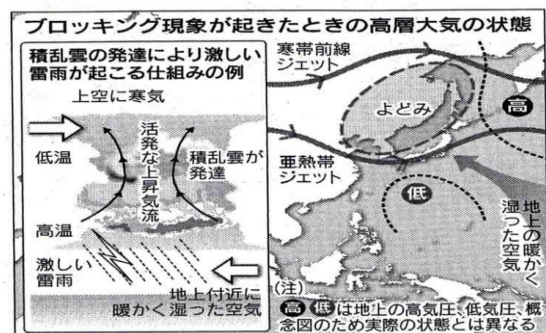 ブロッキング現象が起きたときの高層大気の状態
積乱雲の発達により激しい
雷雨が起こる仕組みの例
上空に寒気
低温
活発な上昇気流
積乱雲が
発達
高温
激しい
雷雨
地上付近に
暖かく湿った空気
寒帯前線
ジェット
よどみ
高
亜熱帯
ジェット
低
地上の暖かく
湿った空気
(注)
高低は地上の高気圧、低気圧、概
念図のため実際の状態とは異なる